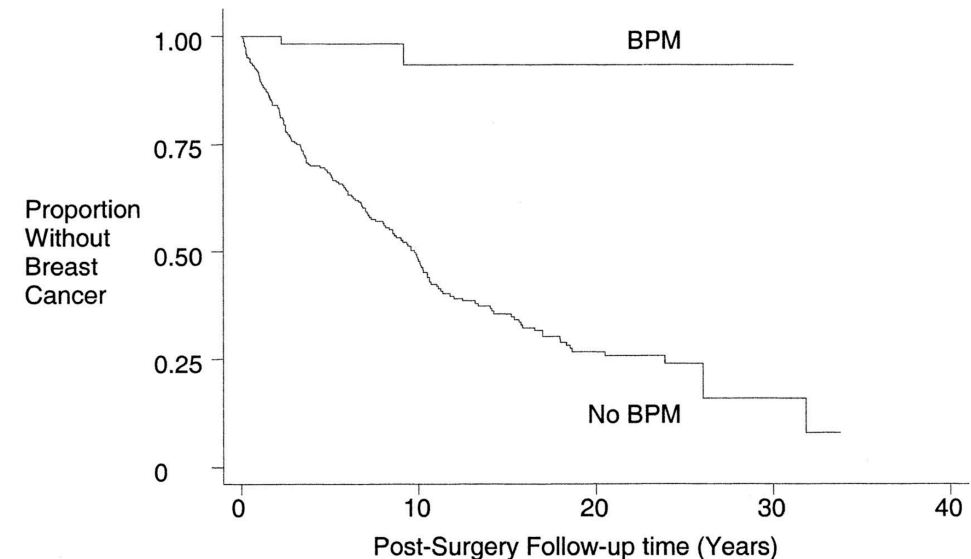 1.00
BPM
0.75
Proportion
Without
Breast
Cancer
0.50
0.25
No BPM
0
0
10
20
30
40
Post-Surgery Follow-up time (Years)